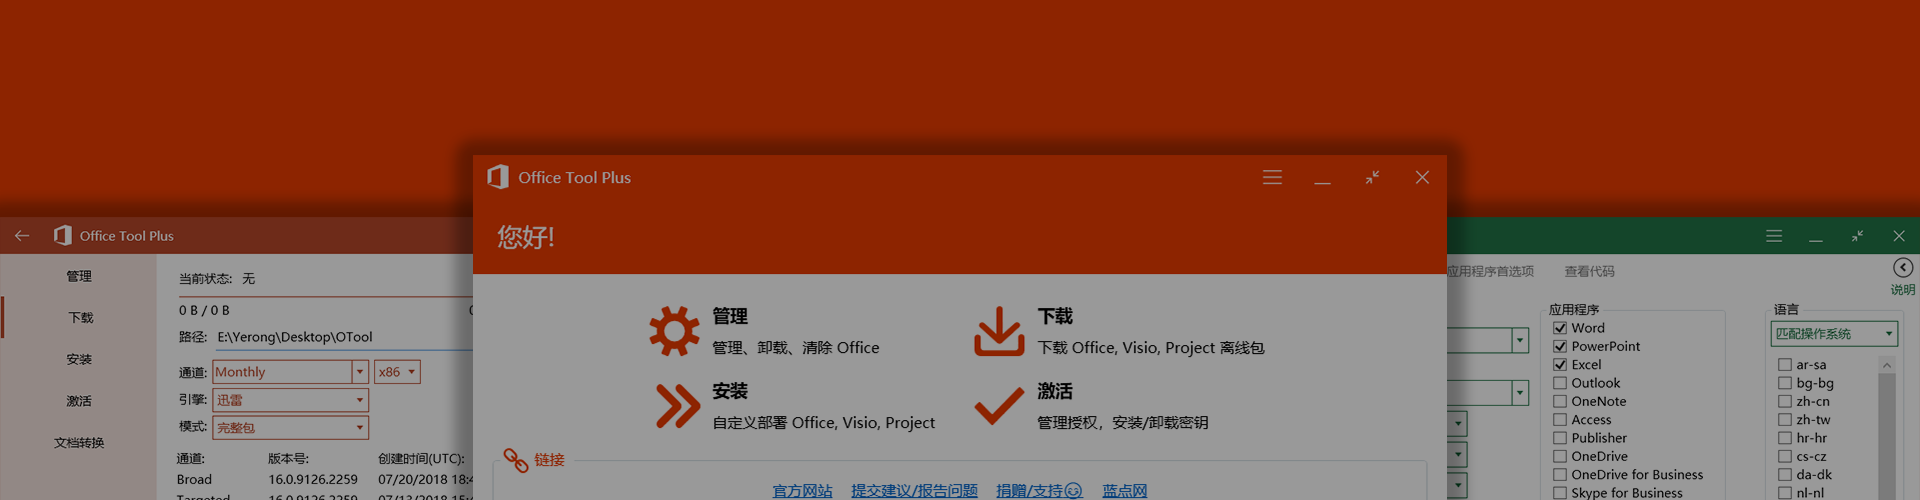 Office Tool Plus
您好!
管理
管理、卸载、清除 Office
下载
下载 Office, Visio, Project 离线包
安装
自定义部署 Office, Visio, Project
激活
管理授权，安装/卸载密钥
链接
官方网站 提交建议/报告问题 捐赠/支持 蓝点网
Office Tool Plus
管理
下载
安装
激活
文档转换
当前状态: 无
0 B / 0 B
路径: E:\Yerong\Desktop\OTool
通道: Monthly x86
引擎: 迅雷
模式: 完整包
通道: 版本号: 创建时间(UTC):
Broad 16.0.9126.2259 07/20/2018 18:
Targeted 16.0.9126.2259 07/13/2018 15:
应用程序首选项 查看代码
说明
应用程序
Word
PowerPoint
Excel
Outlook
OneNote
Access
Publisher
OneDrive
OneDrive for Business
Skype for Business
语言
匹配操作系统
ar-sa
bg-bg
zh-cn
zh-tw
hr-hr
cs-cz
da-dk
nl-nl